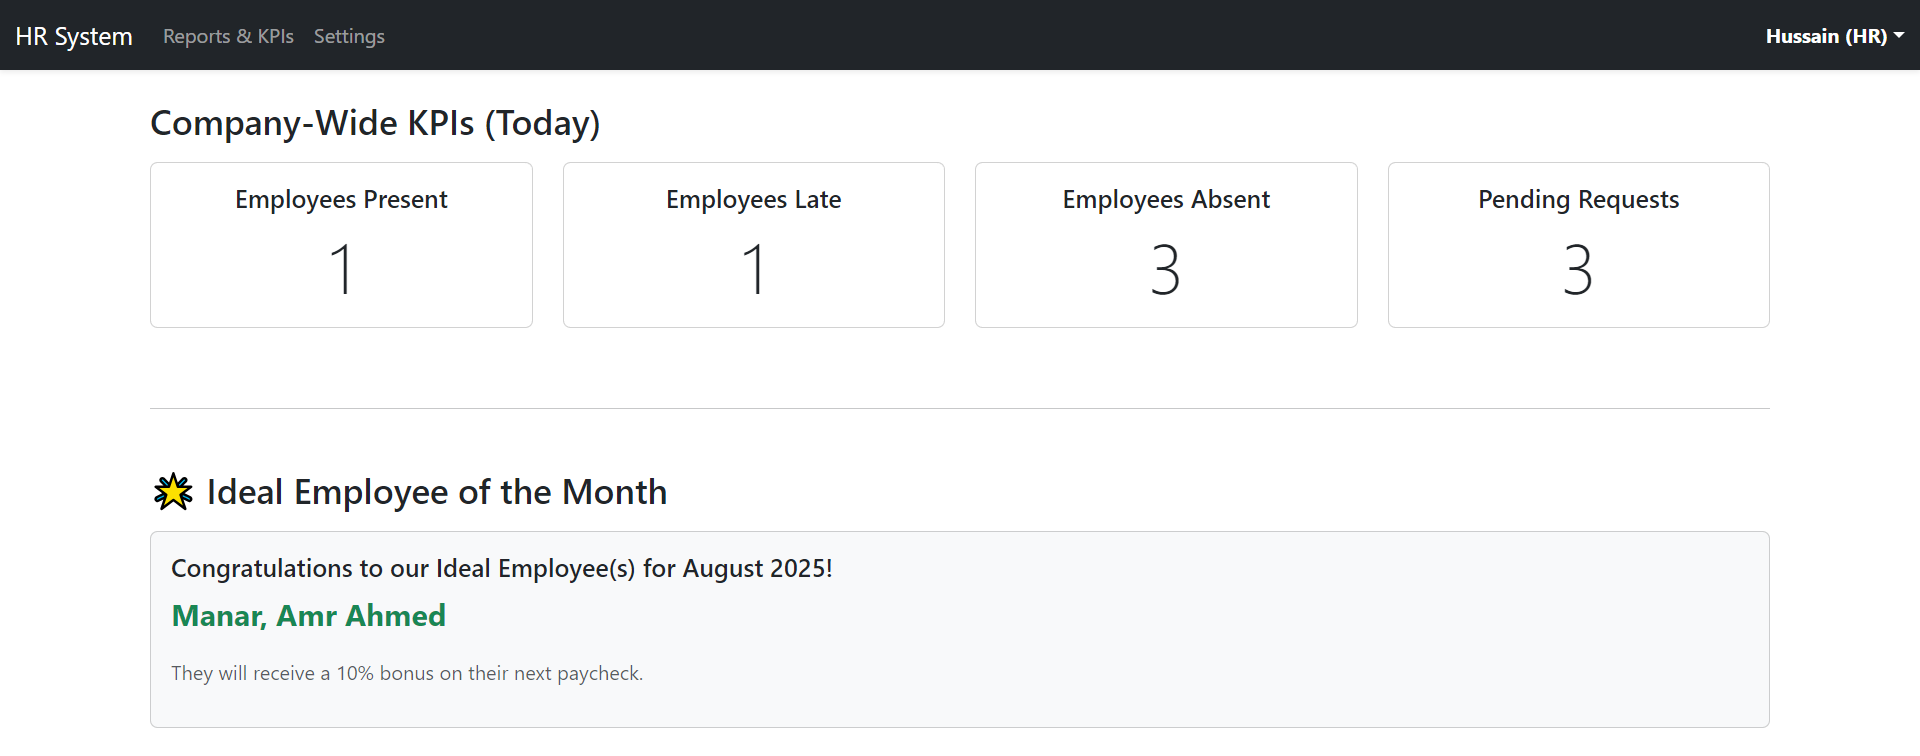 HR System Reports & KPIs Settings Hussain (HR)
Company-Wide KPIs (Today)
Employees Present
1
Employees Late
1
Employees Absent
3
Pending Requests
3
Ideal Employee of the Month
Congratulations to our Ideal Employee(s) for August 2025!
Manar, Amr Ahmed
They will receive a 10% bonus on their next paycheck.